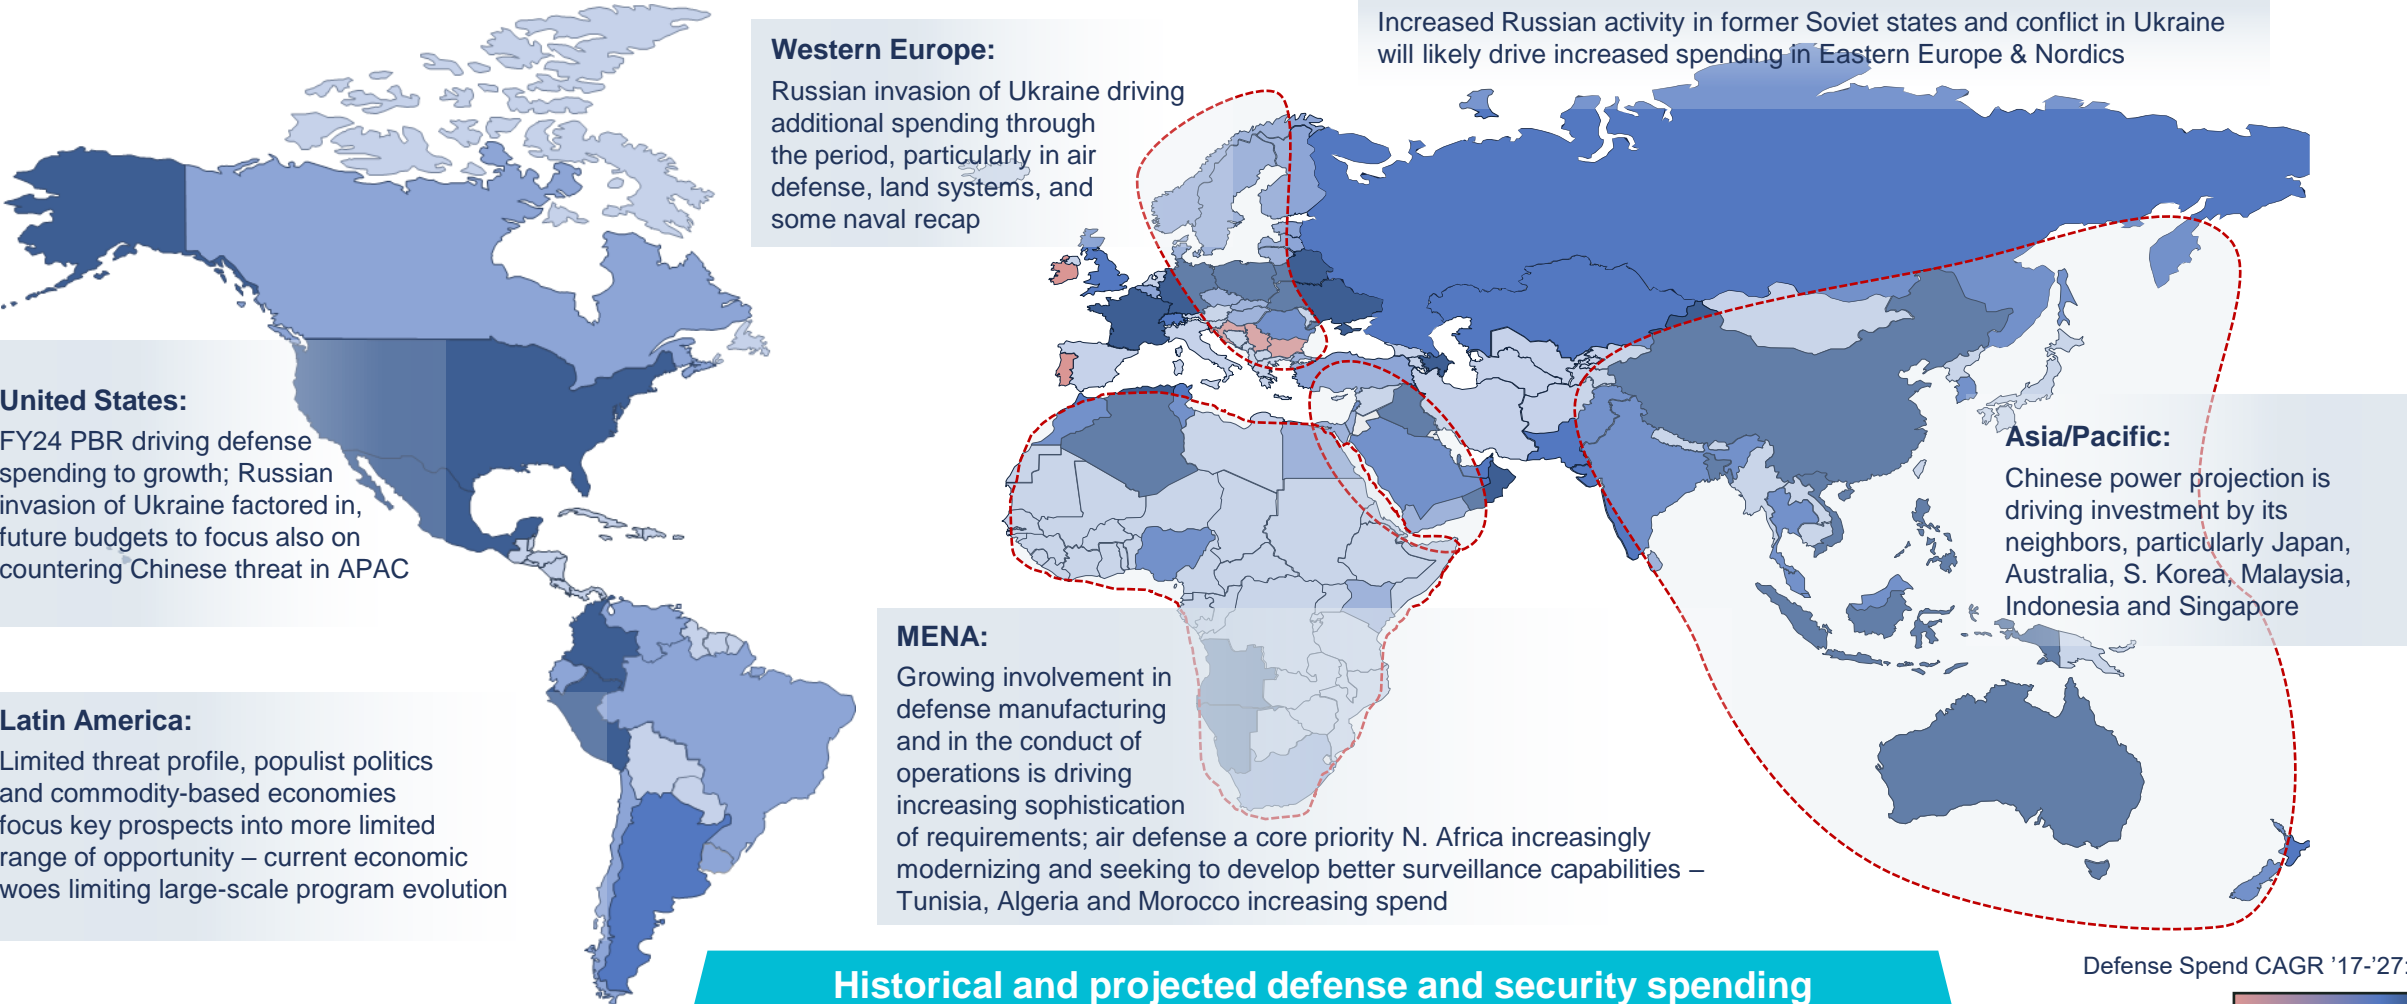 Increased Russian activity in former Soviet states and conflict in Ukraine
will likely drive increased spending in Eastern Europe & Nordics
Western Europe:
Russian invasion of Ukraine driving
additional spending through
the period, particularly in air
defense, land systems, and
some naval recap
United States:
FY24 PBR driving defense
spending to growth; Russian
invasion of Ukraine factored in,
future budgets to focus also on
countering Chinese threat in APAC
Asia/Pacific:
Chinese power projection is
driving investment by its
neighbors, particularly Japan,
Australia, S. Korea, Malaysia,
Indonesia and Singapore
MENA:
Growing involvement in
defense manufacturing
and in the conduct of
operations is driving
increasing sophistication
of requirements; air defense a core priority N. Africa increasingly
modernizing and seeking to develop better surveillance capabilities –
Tunisia, Algeria and Morocco increasing spend
Latin America:
Limited threat profile, populist politics
and commodity-based economies
focus key prospects into more limited
range of opportunity – current economic
woes limiting large-scale program evolution
Historical and projected defense and security spending
Defense Spend CAGR ’17-’27: